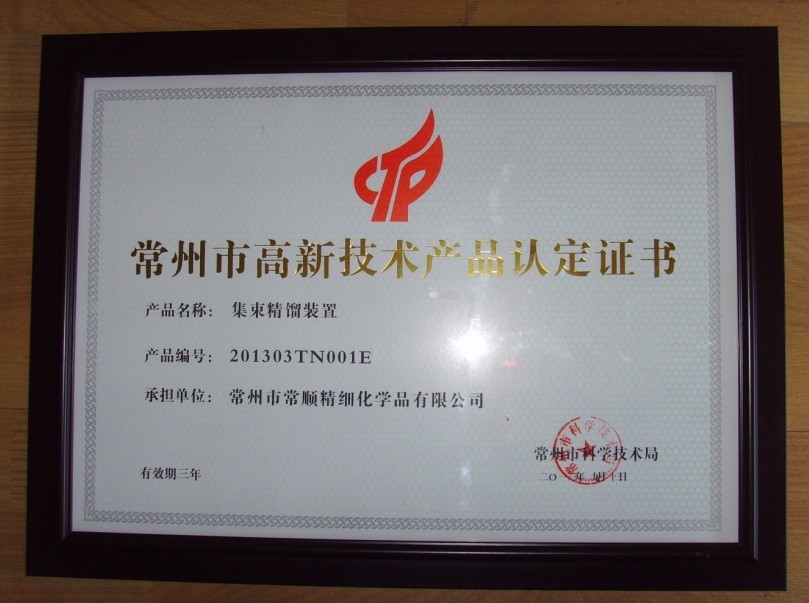 常州市高新技术产品认定证书
产品名称： 集束精馏装置
产品编号： 201303TN001E
承担单位： 常州市常顺精细化学品有限公司
常州市科学技术局
有效期三年